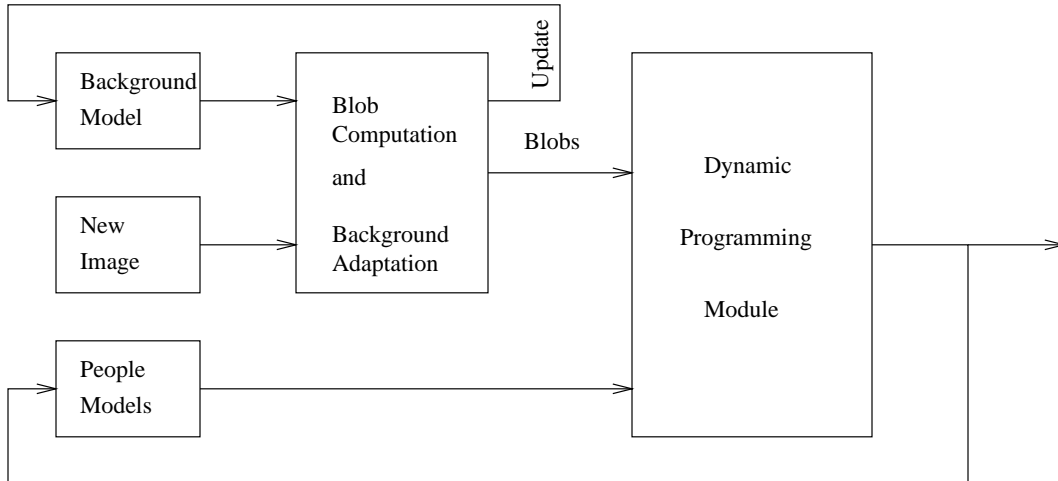 Update
Background
Model
Blob
Computation
and
Background
Adaptation
Blobs
Dynamic
Programming
Module
New
Image
People
Models